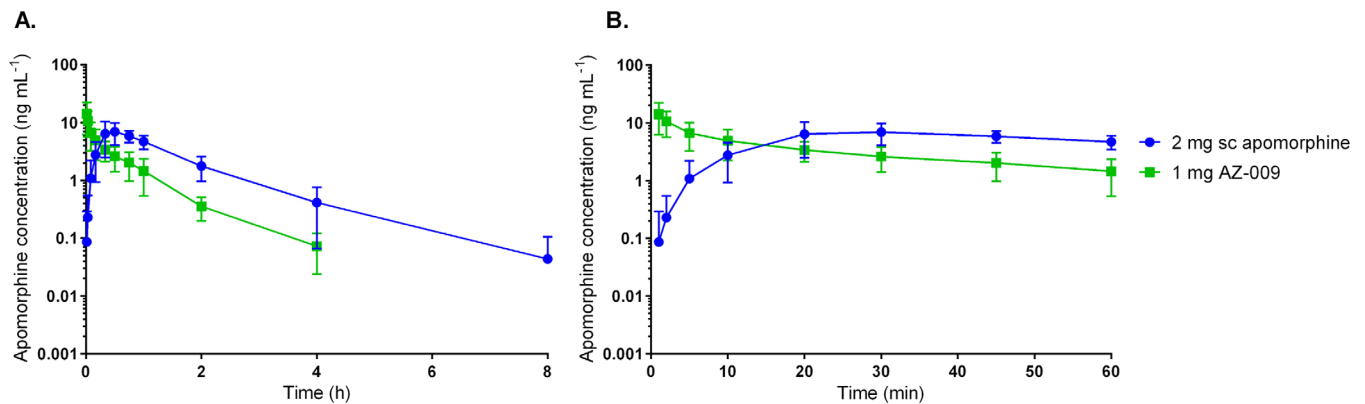 A.
B.
Apomorphine concentration (ng mL⁻¹)
100
10
1
0.1
0.01
0.001
0 2 4 6 8
Time (h)
Apomorphine concentration (ng mL⁻¹)
100
10
1
0.1
0.01
0.001
0 10 20 30 40 50 60
Time (min)
2 mg sc apomorphine
1 mg AZ-009